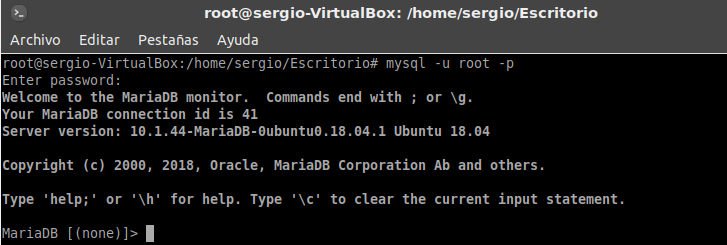 root@sergio-VirtualBox: /home/sergio/Escritorio
Archivo Editar Pestañas Ayuda
root@sergio-VirtualBox:/home/sergio/Escritorio# mysql -u root -p
Enter password:
Welcome to the MariaDB monitor.  Commands end with ; or \g.
Your MariaDB connection id is 41
Server version: 10.1.44-MariaDB-0ubuntu0.18.04.1 Ubuntu 18.04
Copyright (c) 2000, 2018, Oracle, MariaDB Corporation Ab and others.
Type 'help;' or '\h' for help. Type '\c' to clear the current input statement.
MariaDB [(none)]>